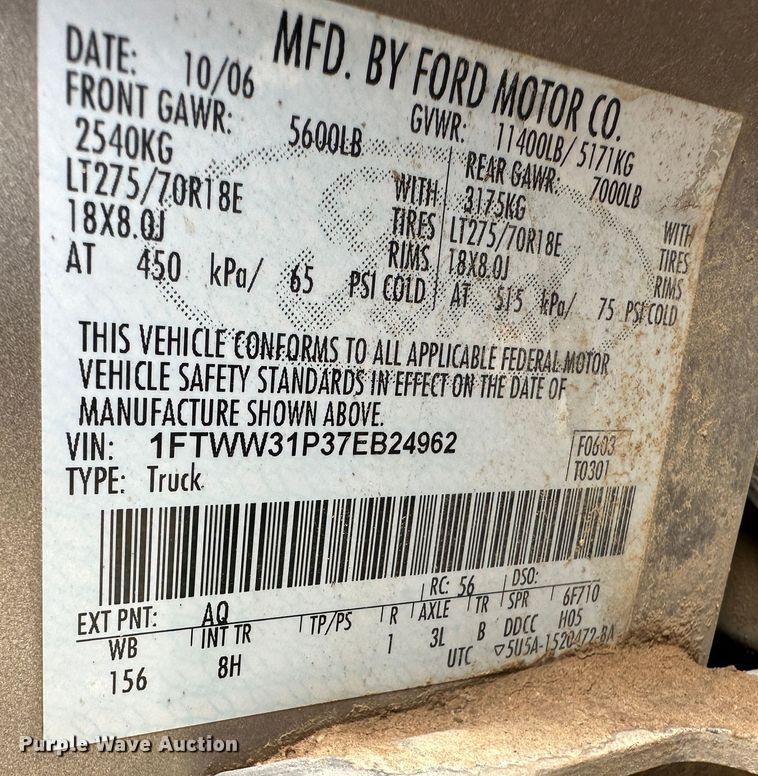 MFD. BY FORD MOTOR CO.
DATE: 10/06 GVWR: 11400LB/ 5171KG
FRONT GAWR: 5600LB REAR GAWR: 7000LB
2540KG WITH 3175KG WITH
LT275/70R18E TIRES LT275/70R18E TIRES
18X8.0J RIMS 18X8.0J RIMS
AT 450 kPa/ 65 PSI COLD AT 515 kPa/ 75 PSI COLD
THIS VEHICLE CONFORMS TO ALL APPLICABLE FEDERAL MOTOR
VEHICLE SAFETY STANDARDS IN EFFECT ON THE DATE OF
MANUFACTURE SHOWN ABOVE.
VIN: 1FTWW31P37EB24962 F0603
TYPE: Truck T0301
EXT PNT: AQ RC: 56 DSO: 6F710
WB INT TR TP/PS R AXLE TR SPR
156 8H 1 3L B DDCC H05
UTC ▽5U5A-1520472-BA
Purple Wave Auction